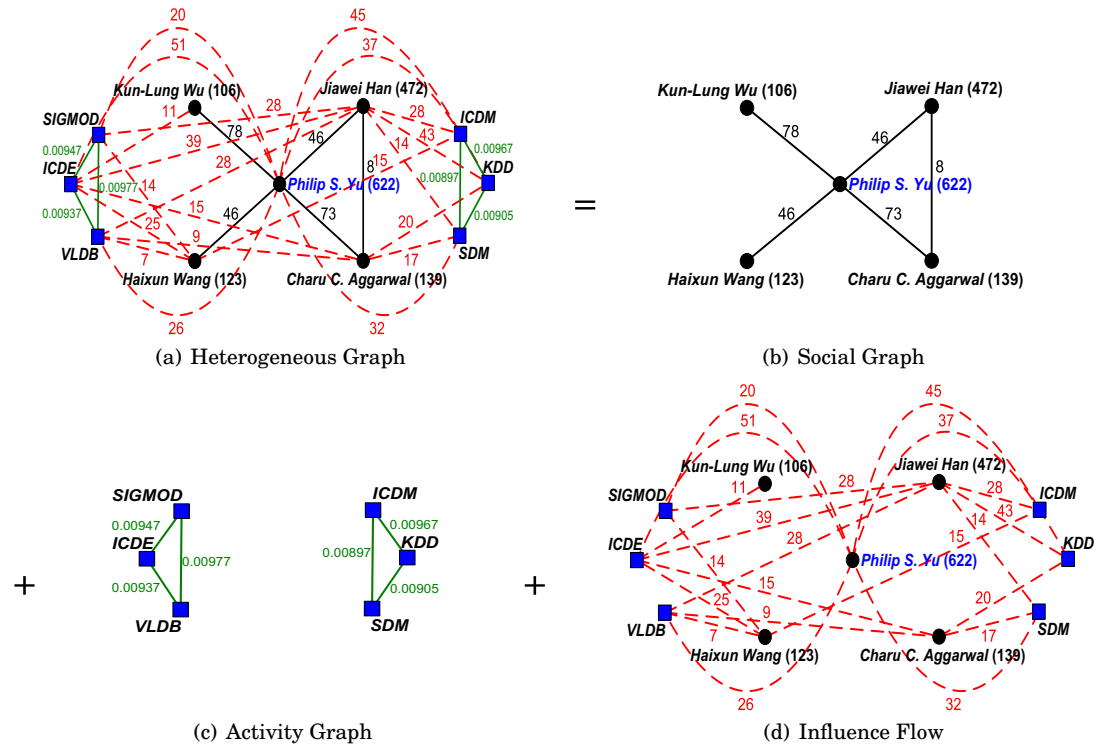 20
45
51
37
Kun-Lung Wu (106)
Jiawei Han (472)
SIGMOD
11
28
28
ICDM
78
46
43
39
14
0.00947
0.00967
ICDE
28
15
KDD
8
0.00897
0.00977
14
Philip S. Yu (622)
0.00937
15
46
73
20
0.00905
25
9
VLDB
7
17
SDM
Haixun Wang (123)
Charu C. Aggarwal (139)
26
32
(a) Heterogeneous Graph
=
Kun-Lung Wu (106)
Jiawei Han (472)
78
46
8
Philip S. Yu (622)
46
73
Haixun Wang (123)
Charu C. Aggarwal (139)
(b) Social Graph
+
SIGMOD
ICDM
0.00947
0.00967
ICDE
KDD
0.00977
0.00897
0.00937
0.00905
VLDB
SDM
(c) Activity Graph
+
20
45
51
37
Kun-Lung Wu (106)
Jiawei Han (472)
SIGMOD
11
28
28
ICDM
43
39
14
ICDE
28
15
KDD
14
Philip S. Yu (622)
15
25
9
20
VLDB
7
17
SDM
Haixun Wang (123)
Charu C. Aggarwal (139)
26
32
(d) Influence Flow